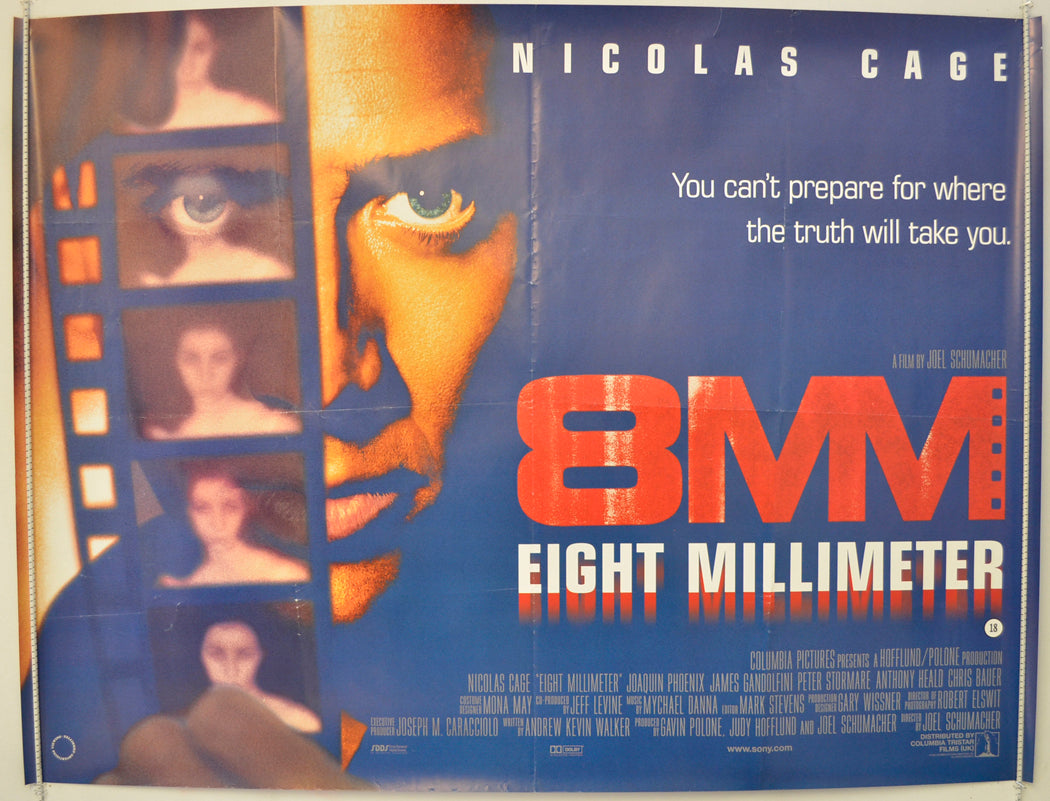 NICOLAS CAGE
You can't prepare for where
the truth will take you.
A FILM BY JOEL SCHUMACHER
8MM
EIGHT MILLIMETER
18
COLUMBIA PICTURES PRESENTS A HOFFLUND/POLONE PRODUCTION
NICOLAS CAGE "EIGHT MILLIMETER" JOAQUIN PHOENIX JAMES GANDOLFINI PETER STORMARE ANTHONY HEALD CHRIS BAUER
COSTUME DESIGNER MONA MAY CO-PRODUCED BY JEFF LEVINE MUSIC BY MYCHAEL DANNA EDITOR MARK STEVENS PRODUCTION DESIGNER GARY WISSNER DIRECTOR OF PHOTOGRAPHY ROBERT ELSWIT
EXECUTIVE PRODUCER JOSEPH M. CARACCIOLO WRITTEN BY ANDREW KEVIN WALKER PRODUCED BY GAVIN POLONE, JUDY HOFFLUND AND JOEL SCHUMACHER DIRECTED BY JOEL SCHUMACHER
SDDS
DOLBY
www.sony.com
DISTRIBUTED BY
COLUMBIA TRISTAR
FILMS (UK)